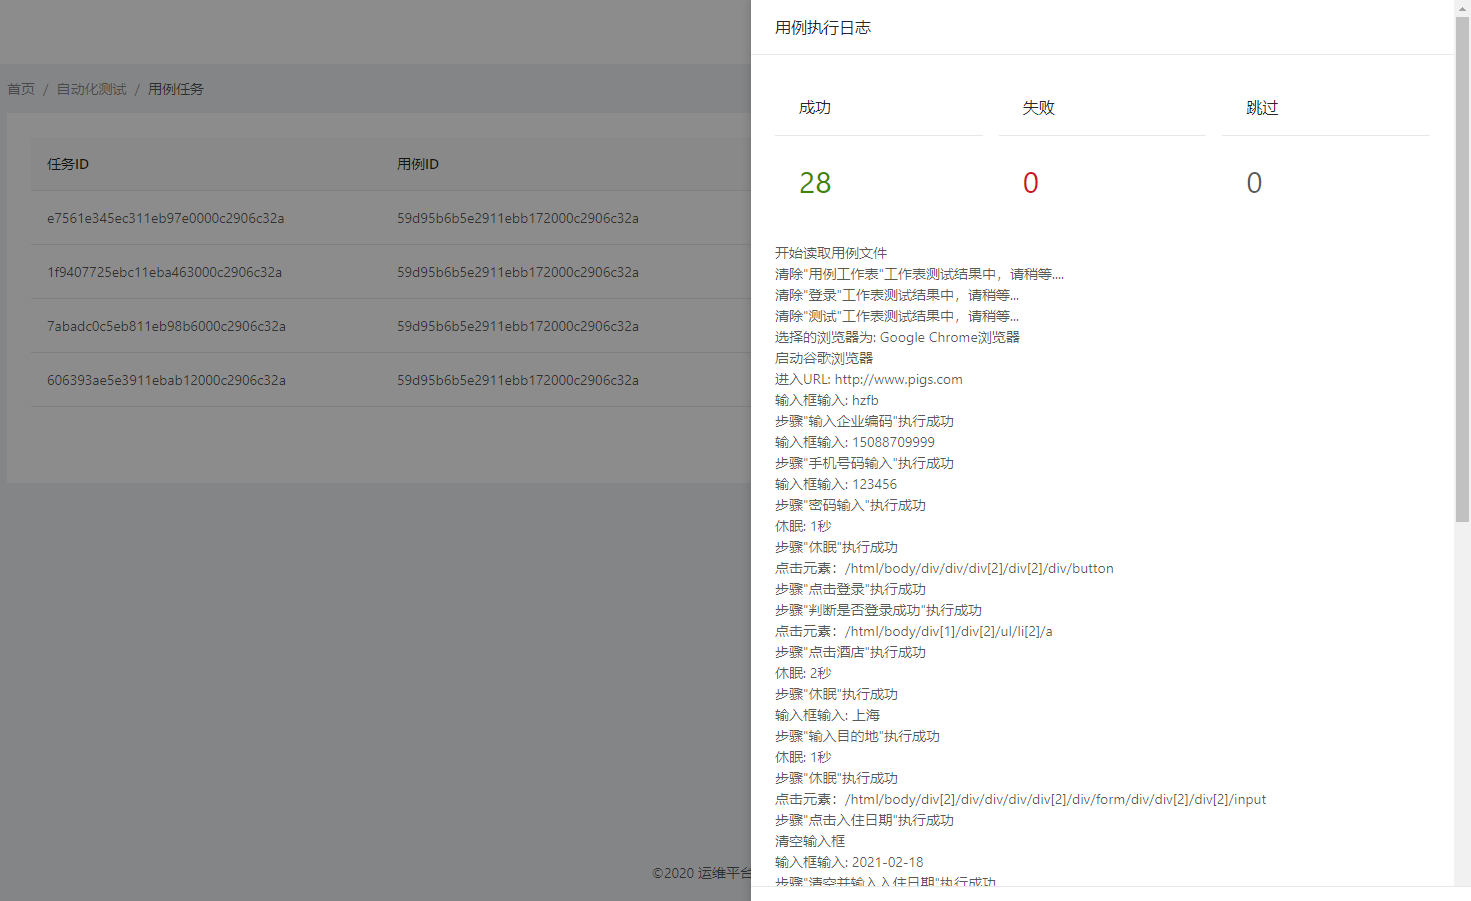 首页 / 自动化测试 / 用例任务
任务ID 用例ID
e7561e345ec311eb97e0000c2906c32a 59d95b6b5e2911ebb172000c2906c32a
1f9407725ebc11eba463000c2906c32a 59d95b6b5e2911ebb172000c2906c32a
7abadc0c5eb811eb98b6000c2906c32a 59d95b6b5e2911ebb172000c2906c32a
606393ae5e3911ebab12000c2906c32a 59d95b6b5e2911ebb172000c2906c32a
©2020 运维平台
用例执行日志
成功 失败 跳过
28 0 0
开始读取用例文件
清除"用例工作表"工作表测试结果中，请稍等....
清除"登录"工作表测试结果中，请稍等...
清除"测试"工作表测试结果中，请稍等...
选择的浏览器为: Google Chrome浏览器
启动谷歌浏览器
进入URL: http://www.pigs.com
输入框输入: hzfb
步骤"输入企业编码"执行成功
输入框输入: 15088709999
步骤"手机号码输入"执行成功
输入框输入: 123456
步骤"密码输入"执行成功
休眠: 1秒
步骤"休眠"执行成功
点击元素：/html/body/div/div/div[2]/div[2]/div/button
步骤"点击登录"执行成功
步骤"判断是否登录成功"执行成功
点击元素：/html/body/div[1]/div[2]/ul/li[2]/a
步骤"点击酒店"执行成功
休眠: 2秒
步骤"休眠"执行成功
输入框输入: 上海
步骤"输入目的地"执行成功
休眠: 1秒
步骤"休眠"执行成功
点击元素：/html/body/div[2]/div/div/div/div[2]/div/form/div/div[2]/div[2]/input
步骤"点击入住日期"执行成功
清空输入框
输入框输入: 2021-02-18
步骤"清空并输入入住日期"执行成功